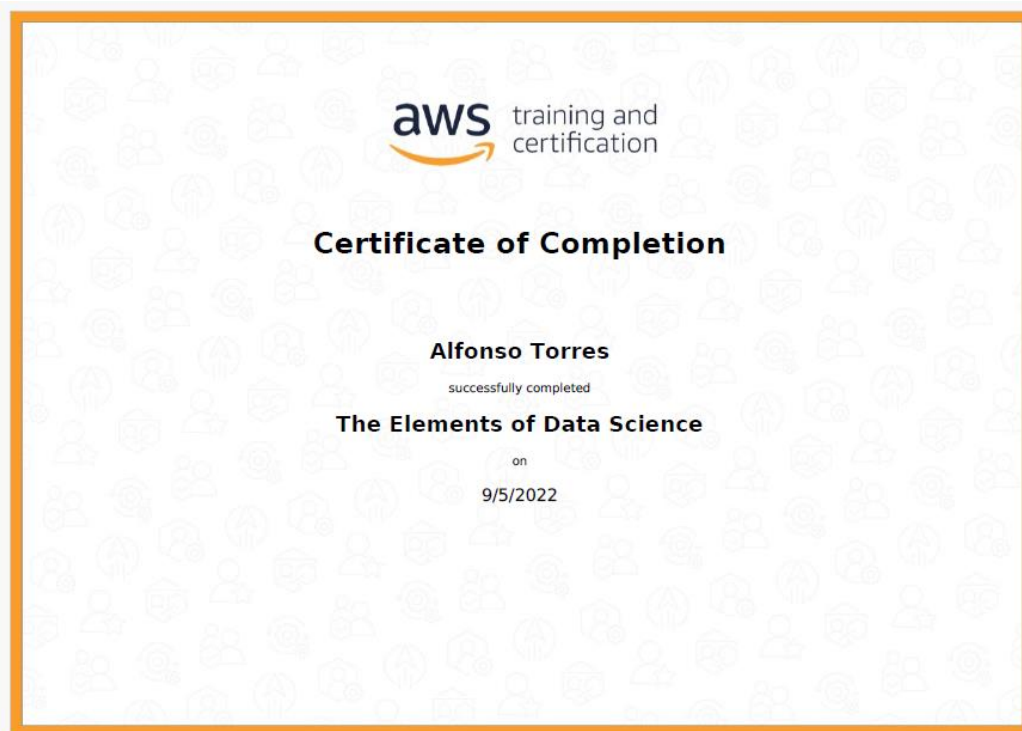 aws training and
certification
Certificate of Completion
Alfonso Torres
successfully completed
The Elements of Data Science
on
9/5/2022